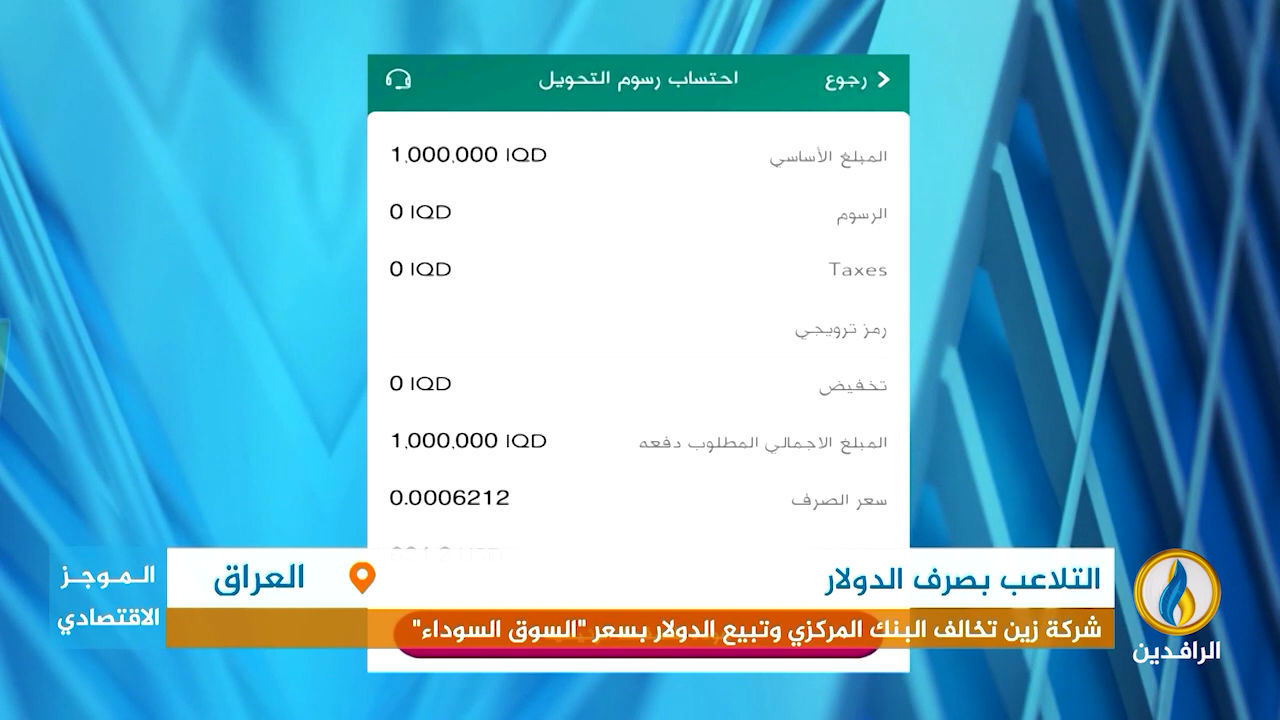 رجوع
احتساب رسوم التحويل
المبلغ الأساسي 1,000,000 IQD
الرسوم 0 IQD
Taxes 0 IQD
رمز ترويجي
تخفيض 0 IQD
المبلغ الاجمالي المطلوب دفعه 1,000,000 IQD
سعر الصرف 0.0006212
التلاعب بصرف الدولار
العراق
شركة زين تخالف البنك المركزي وتبيع الدولار بسعر "السوق السوداء"
الرافدين
الموجز
الاقتصادي